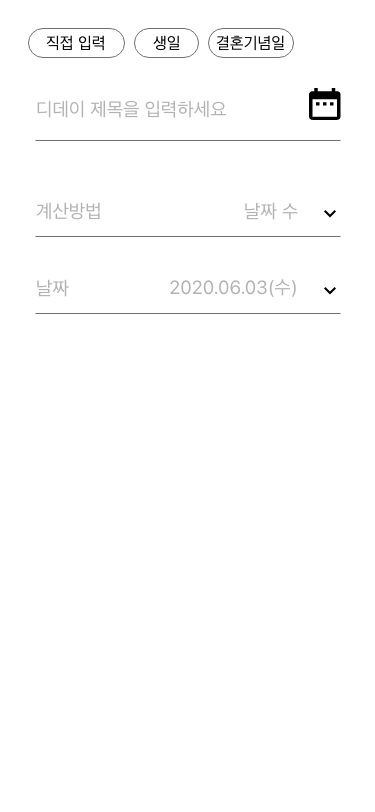 직접 입력 생일 결혼기념일
디데이 제목을 입력하세요
계산방법 날짜 수
날짜 2020.06.03(수)